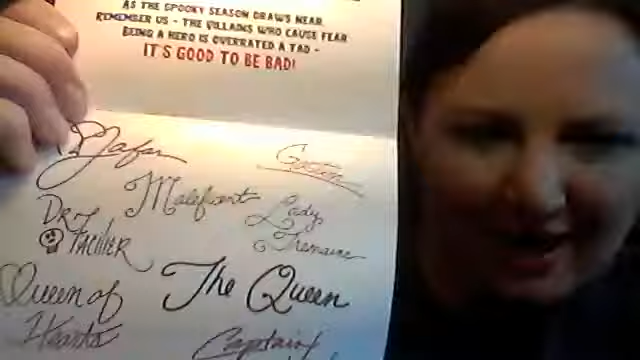 AS THE SPOOKY SEASON DRAWS NEAR,
REMEMBER US - THE VILLAINS WHO CAUSE FEAR.
BEING A HERO IS OVERRATED A TAD -
IT'S GOOD TO BE BAD!
Jafar
Gaston
Maleficent
Lady
Tremaine
DR.
FACILIER
Queen of
Hearts
The Queen
Captain